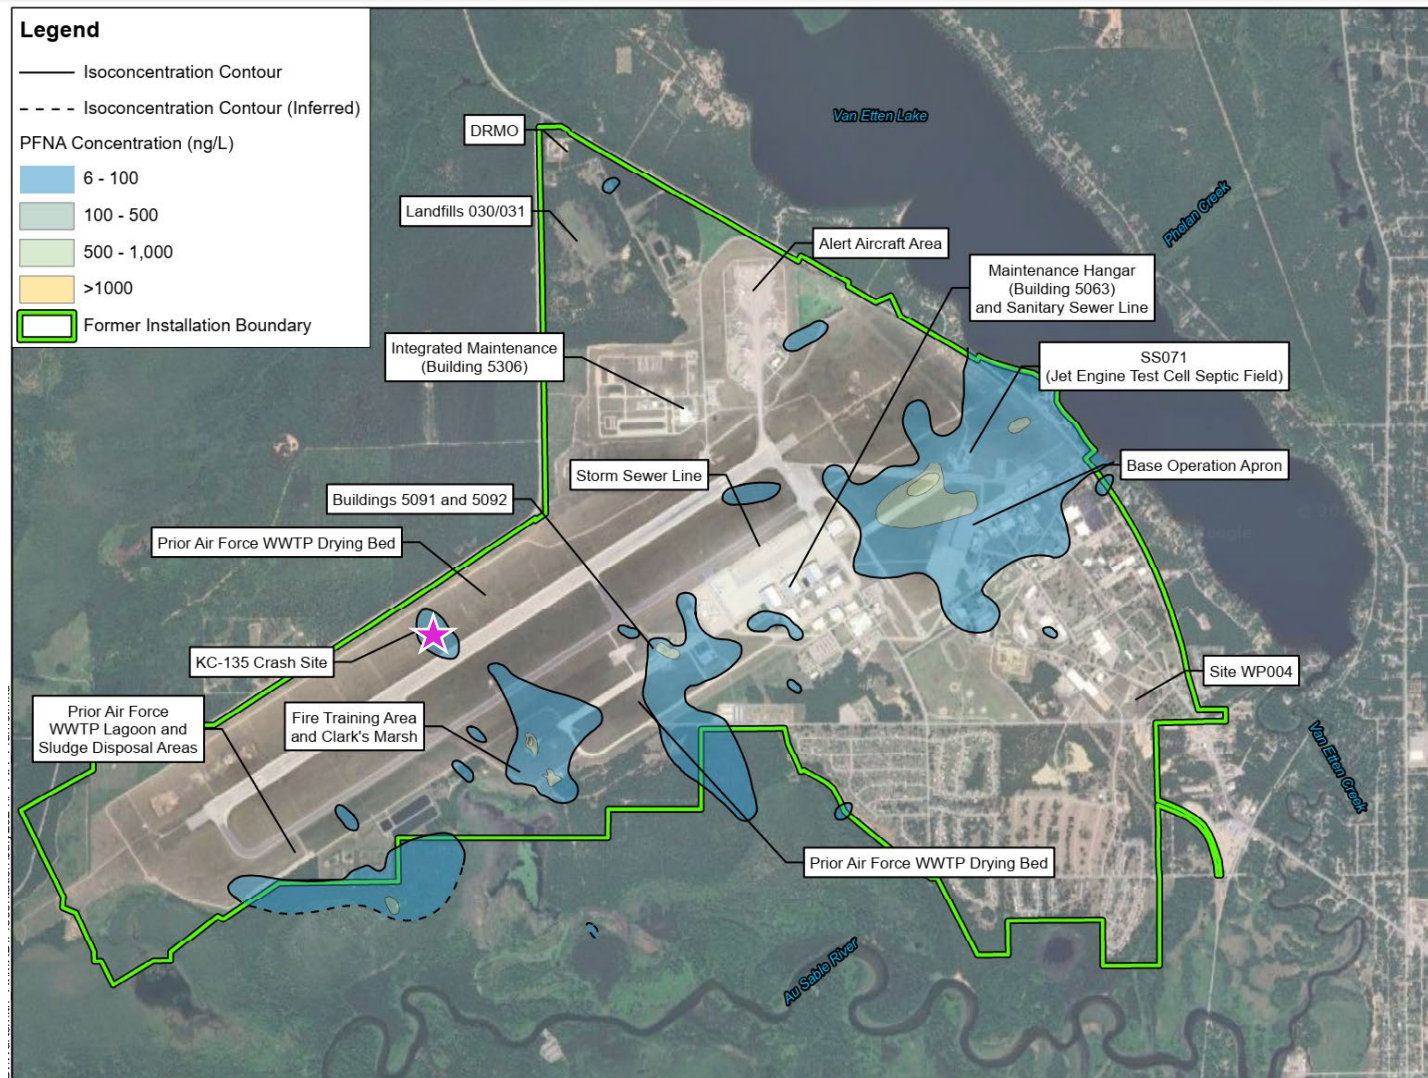 Legend
Isoconcentration Contour
Isoconcentration Contour (Inferred)
PFNA Concentration (ng/L)
6 - 100
100 - 500
500 - 1,000
>1000
Former Installation Boundary
Van Etten Lake
DRMO
Phelan Creek
Landfills 030/031
Alert Aircraft Area
Maintenance Hangar
(Building 5063)
and Sanitary Sewer Line
Integrated Maintenance
(Building 5306)
SS071
(Jet Engine Test Cell Septic Field)
Storm Sewer Line
Base Operation Apron
Buildings 5091 and 5092
Prior Air Force WWTP Drying Bed
KC-135 Crash Site
Site WP004
Prior Air Force
WWTP Lagoon and
Sludge Disposal Areas
Fire Training Area
and Clark's Marsh
Van Etten Creek
Prior Air Force WWTP Drying Bed
Au Sable River